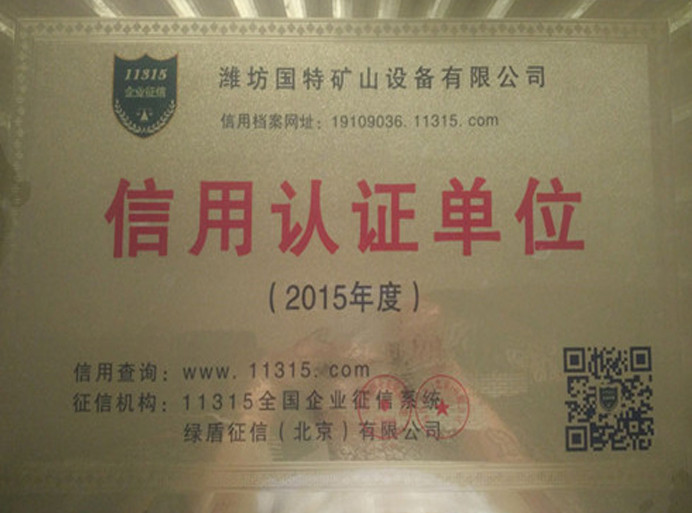 11315
企业征信
潍坊国特矿山设备有限公司
信用档案网址：19109036.11315.com
信用认证单位
（2015年度）
信用查询：www.11315.com
征信机构：11315全国企业征信系统
绿盾征信（北京）有限公司